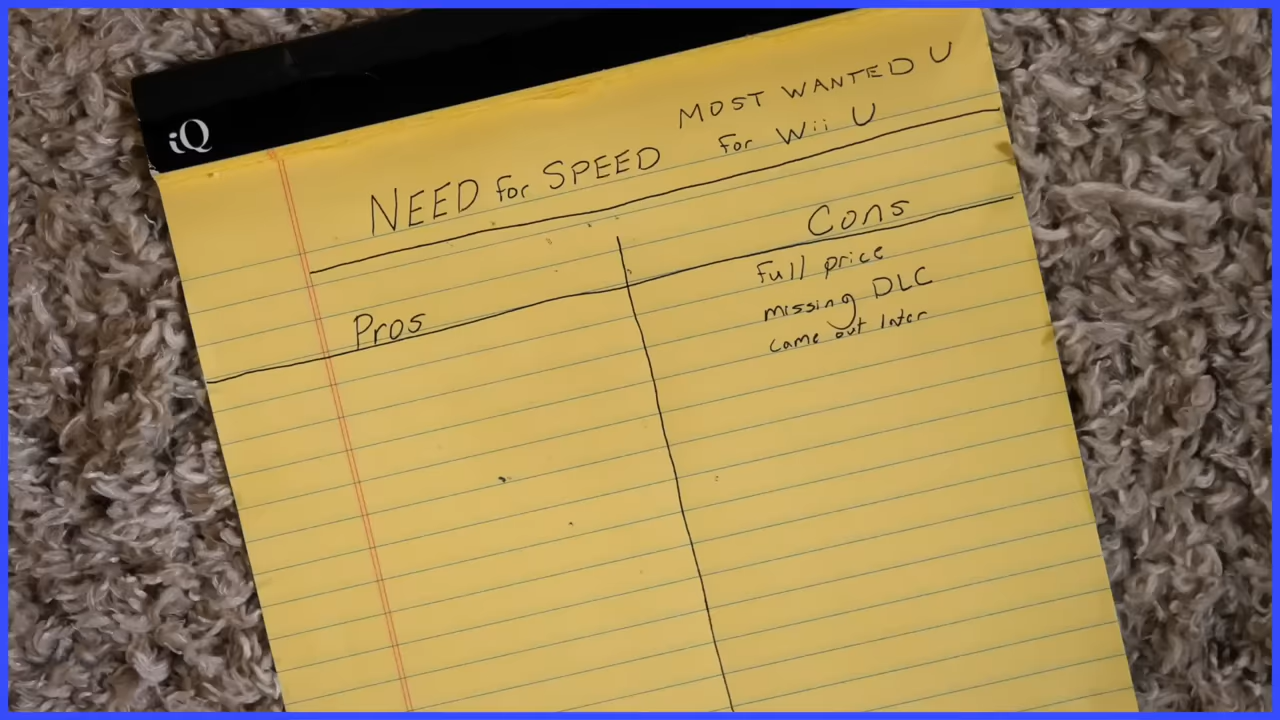 iQ
NEED for SPEED
MOST WANTED U
for Wii U
Pros
Cons
Full price
missing DLC
came out later